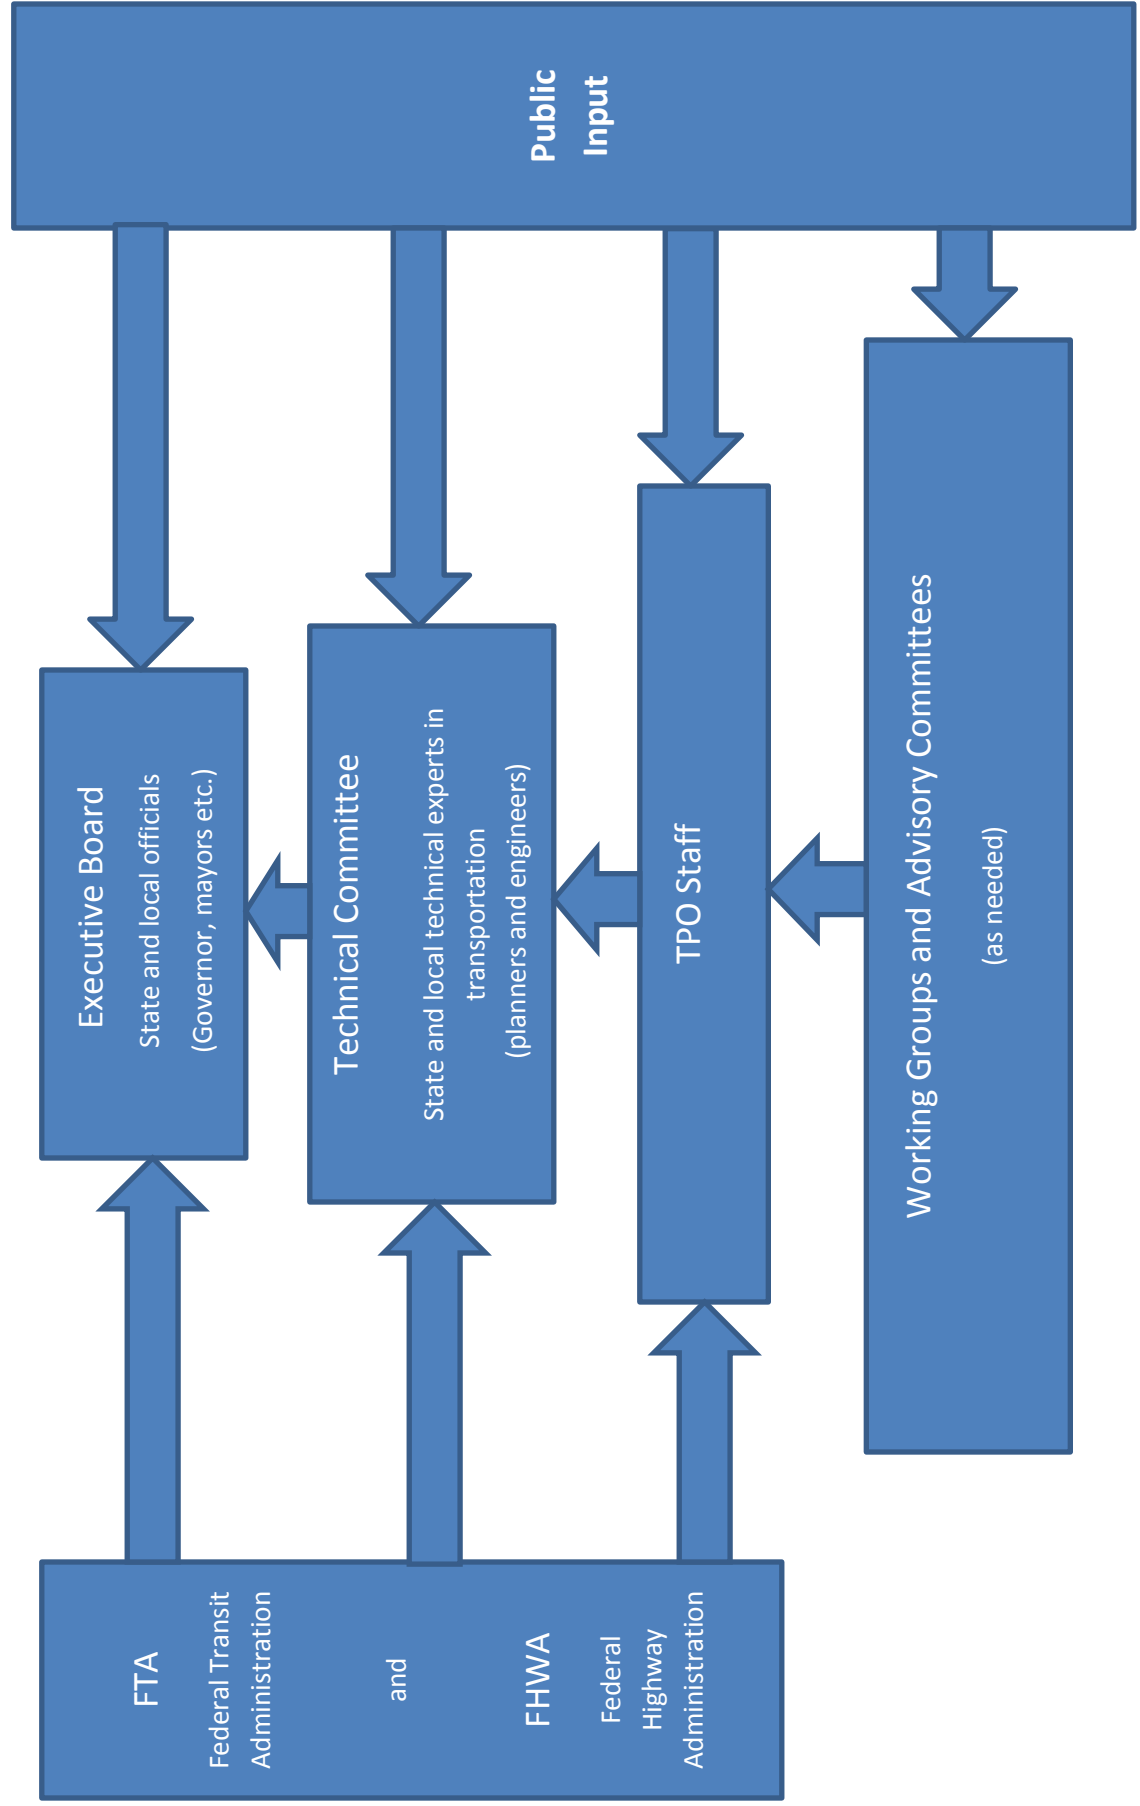 FTA
Federal Transit
Administration
and
FHWA
Federal
Highway
Administration
Executive Board
State and local officials
(Governor, mayors etc.)
Technical Committee
State and local technical experts in
transportation
(planners and engineers)
TPO Staff
Working Groups and Advisory Committees
(as needed)
Public
Input